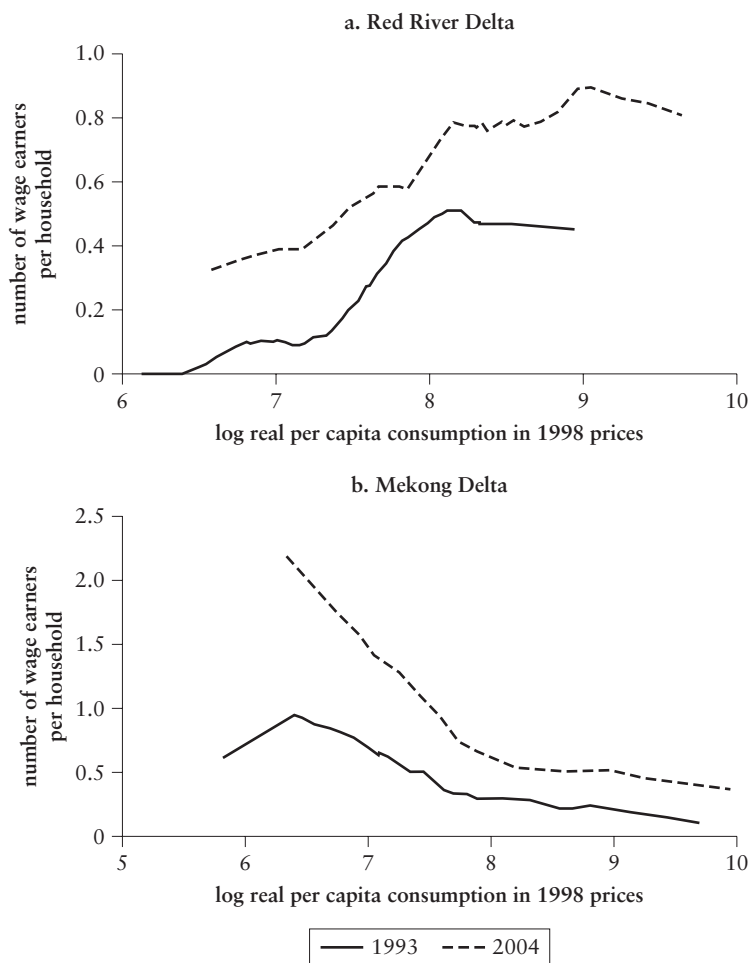 a. Red River Delta
1.0
0.8
0.6
0.4
0.2
0
number of wage earners
per household
6 7 8 9 10
log real per capita consumption in 1998 prices
b. Mekong Delta
2.5
2.0
1.5
1.0
0.5
0
number of wage earners
per household
5 6 7 8 9 10
log real per capita consumption in 1998 prices
1993 2004